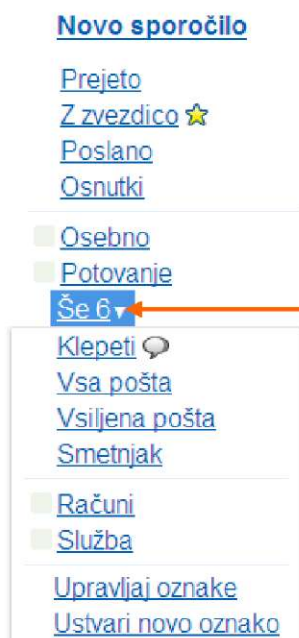 Novo sporočilo
Prejeto
Z zvezdico
Poslano
Osnutki
Osebno
Potovanje
Še 6
Klepeti
Vsa pošta
Vsiljena pošta
Smetnjak
Računi
Služba
Upravljaj oznake
Ustvari novo oznako